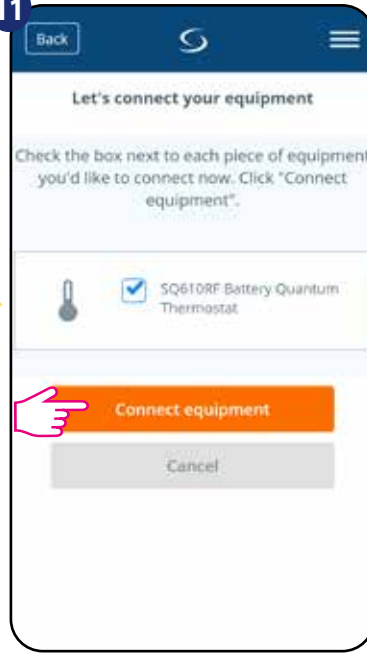 11
Back
Let's connect your equipment
Check the box next to each piece of equipment
you'd like to connect now. Click "Connect
equipment".
SQ610RF Battery Quantum
Thermostat
Connect equipment
Cancel